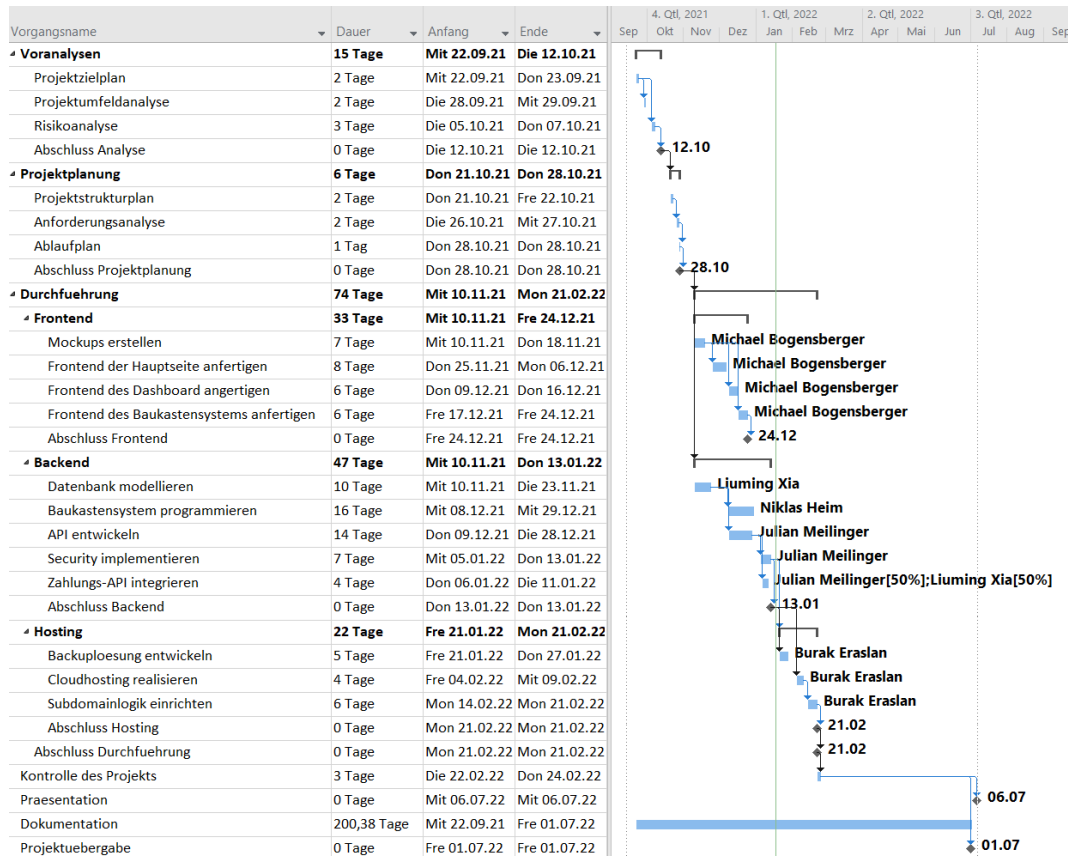 4. Qtl, 2021 1. Qtl, 2022 2. Qtl, 2022 3. Qtl, 2022
Vorgangsname Dauer Anfang Ende Sep Okt Nov Dez Jan Feb Mrz Apr Mai Jun Jul Aug Sep
Voranalysen 15 Tage Mit 22.09.21 Die 12.10.21
Projektzielplan 2 Tage Mit 22.09.21 Don 23.09.21
Projektumfeldanalyse 2 Tage Die 28.09.21 Mit 29.09.21
Risikoanalyse 3 Tage Die 05.10.21 Don 07.10.21
Abschluss Analyse 0 Tage Die 12.10.21 Die 12.10.21 12.10
Projektplanung 6 Tage Don 21.10.21 Don 28.10.21
Projektstrukturplan 2 Tage Don 21.10.21 Fre 22.10.21
Anforderungsanalyse 2 Tage Die 26.10.21 Mit 27.10.21
Ablaufplan 1 Tag Don 28.10.21 Don 28.10.21
Abschluss Projektplanung 0 Tage Don 28.10.21 Don 28.10.21 28.10
Durchfuehrung 74 Tage Mit 10.11.21 Mon 21.02.22
Frontend 33 Tage Mit 10.11.21 Fre 24.12.21
Mockups erstellen 7 Tage Mit 10.11.21 Don 18.11.21 Michael Bogensberger
Frontend der Hauptseite anfertigen 8 Tage Don 25.11.21 Mon 06.12.21 Michael Bogensberger
Frontend des Dashboard angertigen 6 Tage Don 09.12.21 Don 16.12.21 Michael Bogensberger
Frontend des Baukastensystems anfertigen 6 Tage Fre 17.12.21 Fre 24.12.21 Michael Bogensberger
Abschluss Frontend 0 Tage Fre 24.12.21 Fre 24.12.21 24.12
Backend 47 Tage Mit 10.11.21 Don 13.01.22
Datenbank modellieren 10 Tage Mit 10.11.21 Die 23.11.21 Liuming Xia
Baukastensystem programmieren 16 Tage Mit 08.12.21 Mit 29.12.21 Niklas Heim
API entwickeln 14 Tage Don 09.12.21 Die 28.12.21 Julian Meilinger
Security implementieren 7 Tage Mit 05.01.22 Don 13.01.22 Julian Meilinger
Zahlungs-API integrieren 4 Tage Don 06.01.22 Die 11.01.22 Julian Meilinger[50%];Liuming Xia[50%]
Abschluss Backend 0 Tage Don 13.01.22 Don 13.01.22 13.01
Hosting 22 Tage Fre 21.01.22 Mon 21.02.22
Backuploesung entwickeln 5 Tage Fre 21.01.22 Don 27.01.22 Burak Eraslan
Cloudhosting realisieren 4 Tage Fre 04.02.22 Mit 09.02.22 Burak Eraslan
Subdomainlogik einrichten 6 Tage Mon 14.02.22 Mon 21.02.22 Burak Eraslan
Abschluss Hosting 0 Tage Mon 21.02.22 Mon 21.02.22 21.02
Abschluss Durchfuehrung 0 Tage Mon 21.02.22 Mon 21.02.22 21.02
Kontrolle des Projekts 3 Tage Die 22.02.22 Don 24.02.22
Praesentation 0 Tage Mit 06.07.22 Mit 06.07.22 06.07
Dokumentation 200,38 Tage Mit 22.09.21 Fre 01.07.22
Projektuebergabe 0 Tage Fre 01.07.22 Fre 01.07.22 01.07